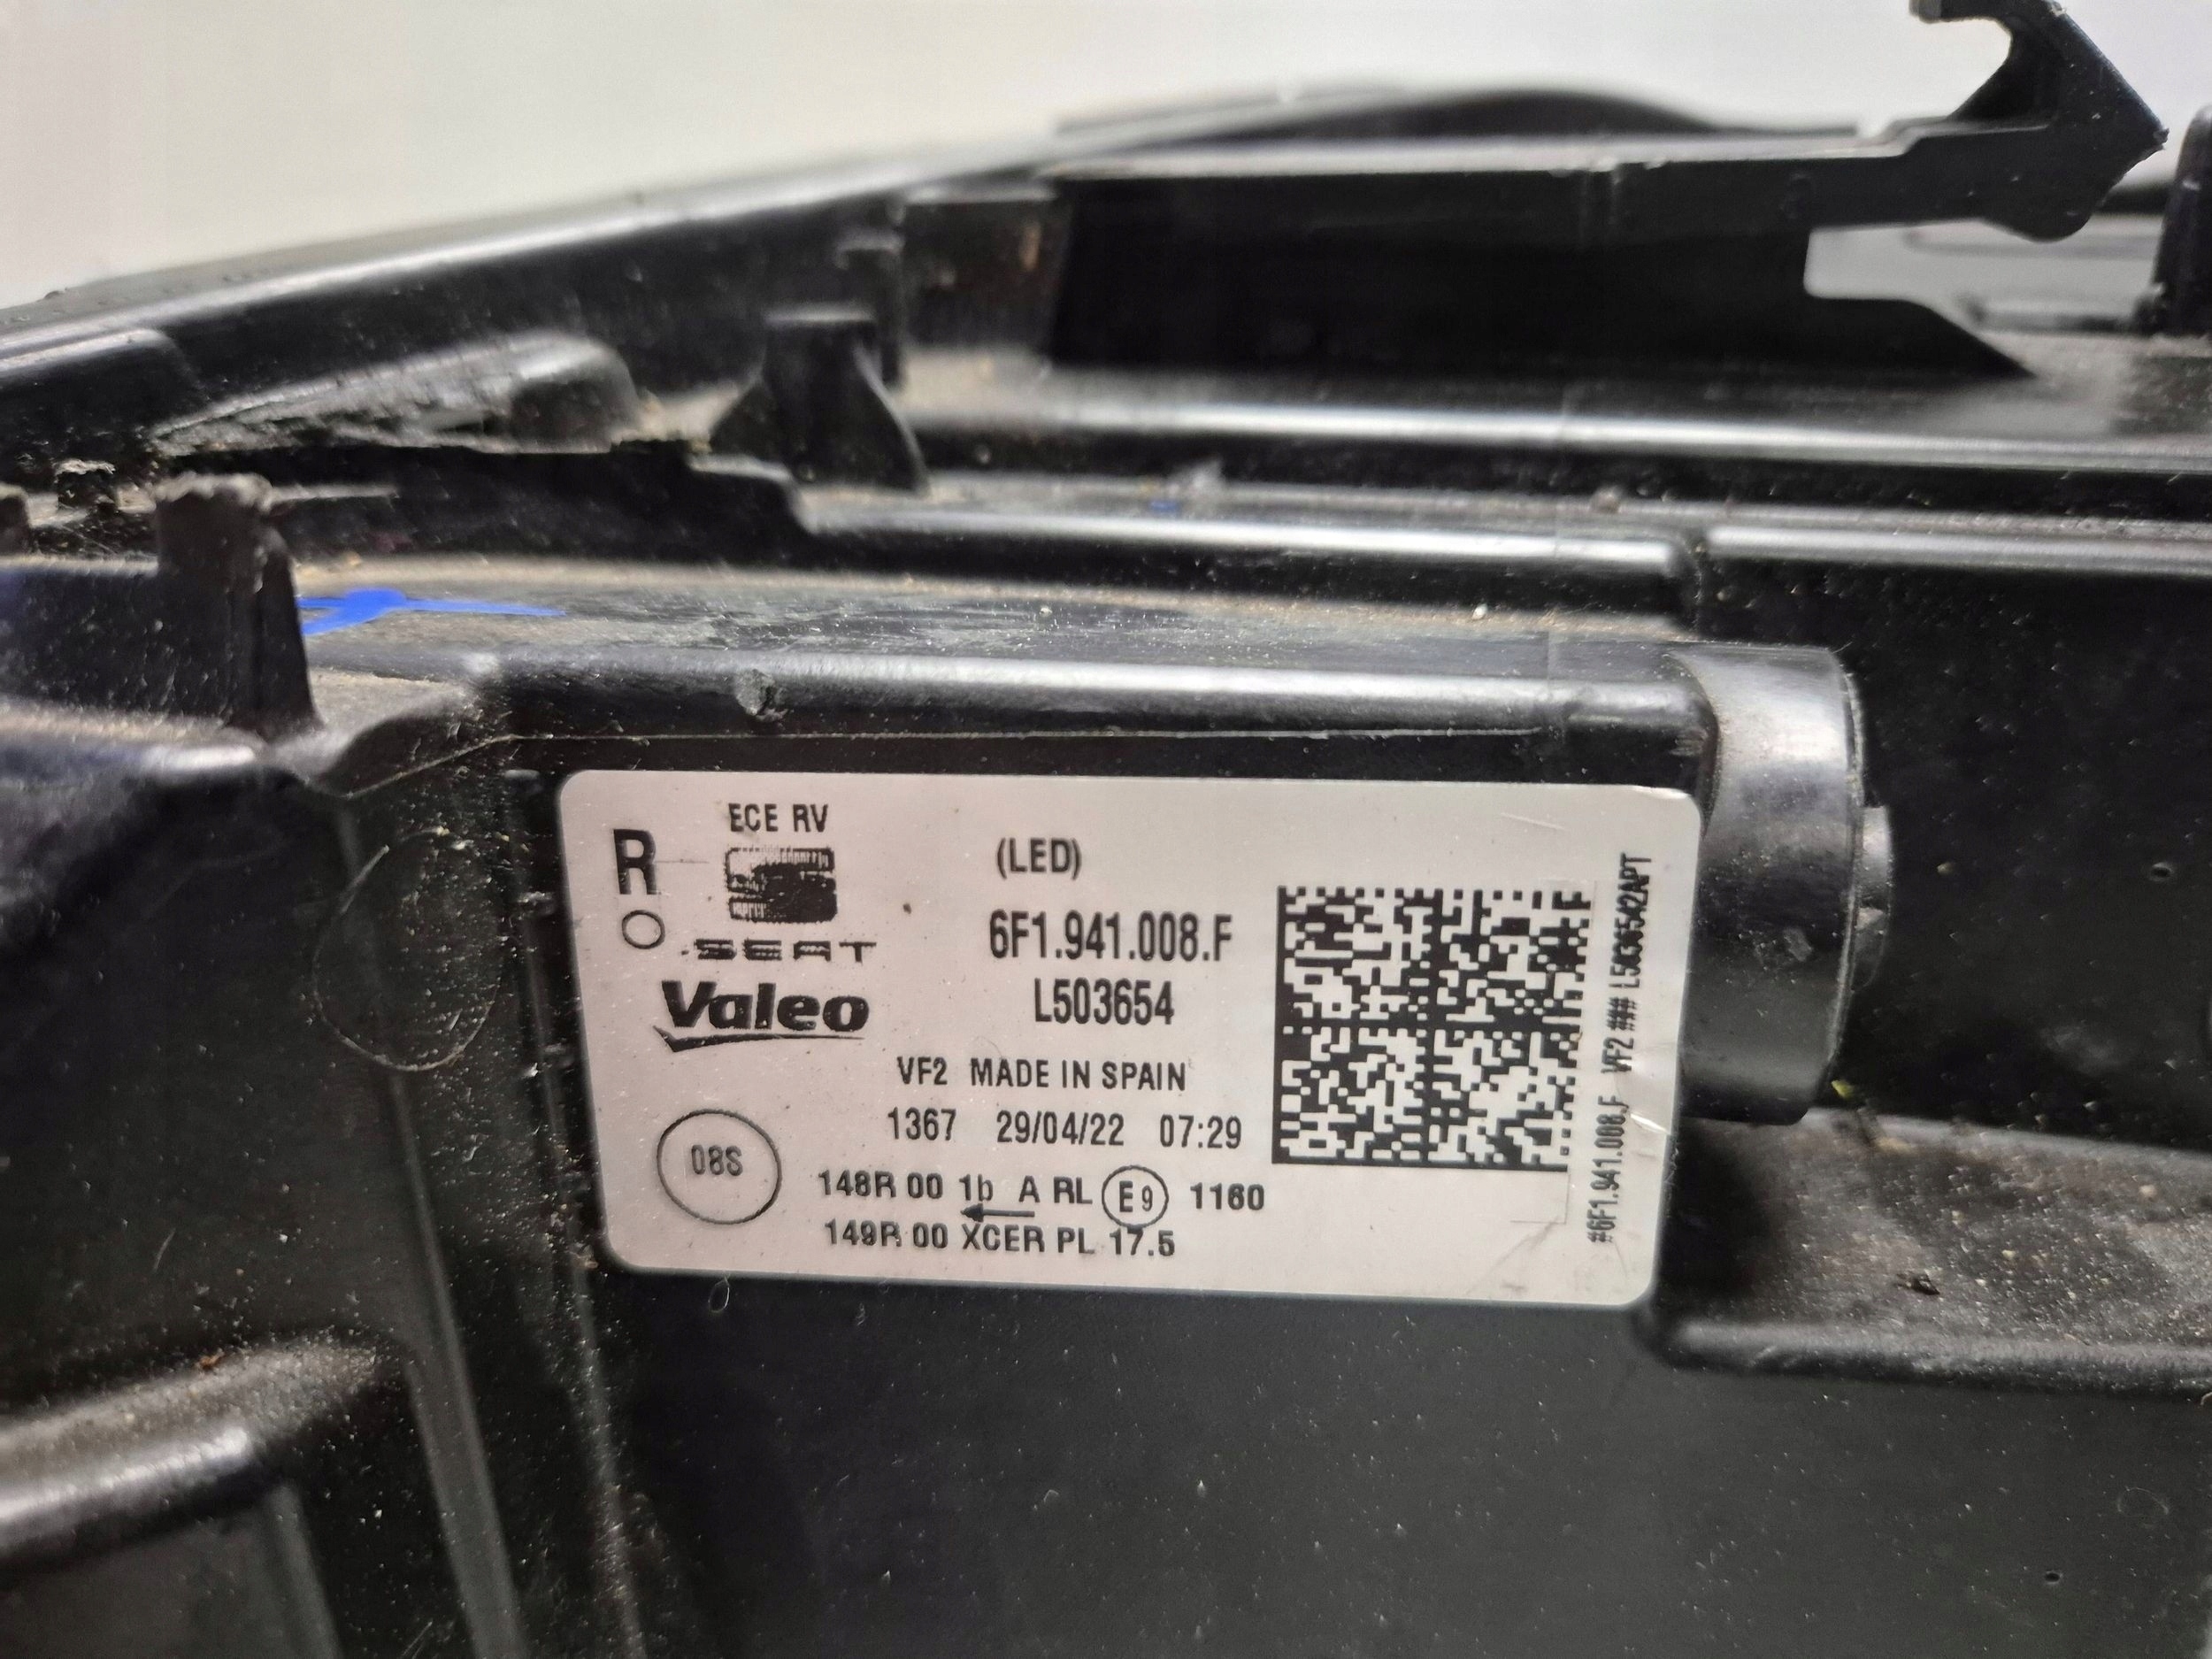 ECE RV
R
SEAT
Valeo
(LED)
6F1.941.008.F
L503654
VF2 MADE IN SPAIN
1367 29/04/22 07:29
08S
148R 00 1b A RL E9 1160
149R 00 XCER PL 17.5
#6F1.941.008.F VF2 ### L5036542APT